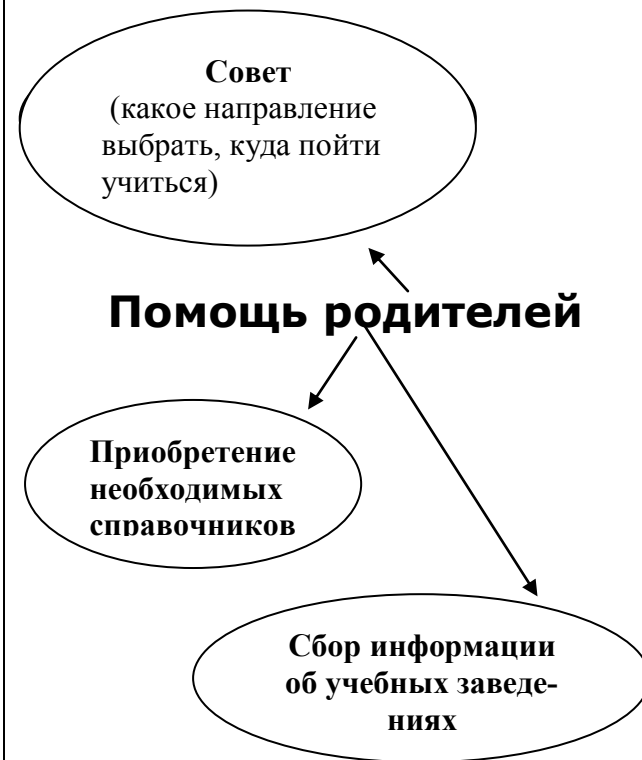 Совет
(какое направление
выбрать, куда пойти
учиться)
Помощь родителей
Приобретение
необходимых
справочников
Сбор информации
об учебных заведе-
ниях